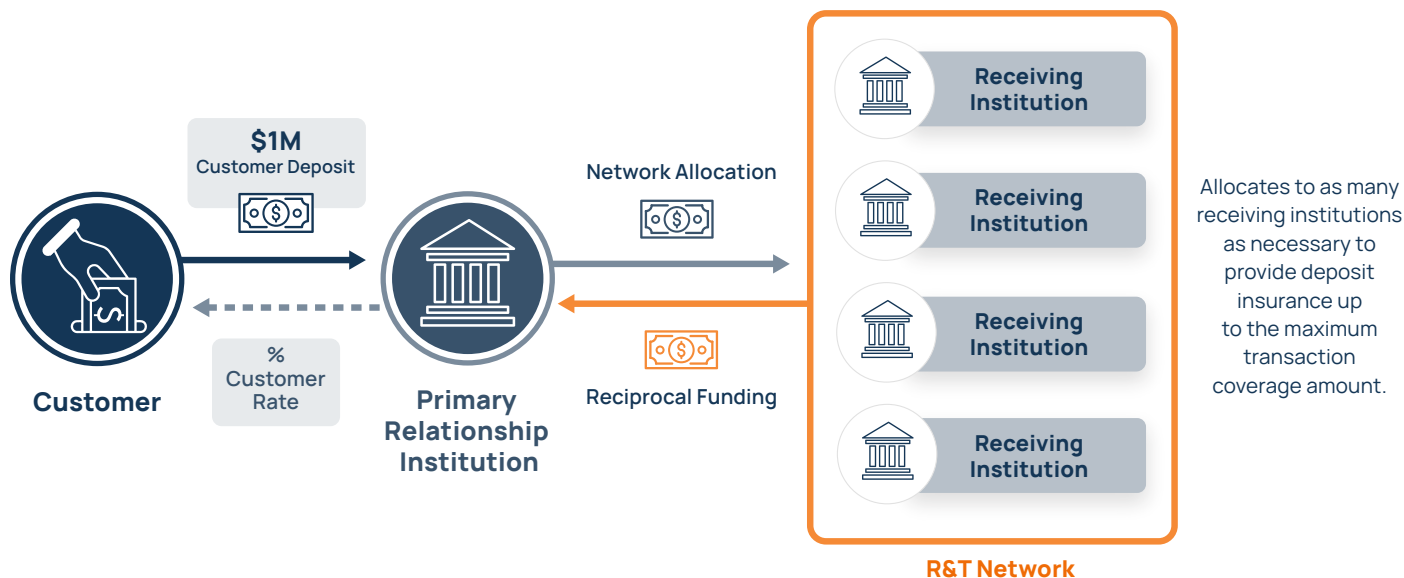 $1M
Customer Deposit
%
Customer
Rate
Customer
Primary
Relationship
Institution
Network Allocation
Reciprocal Funding
Receiving
Institution
Receiving
Institution
Receiving
Institution
Receiving
Institution
R&T Network
Allocates to as many
receiving institutions
as necessary to
provide deposit
insurance up
to the maximum
transaction
coverage amount.